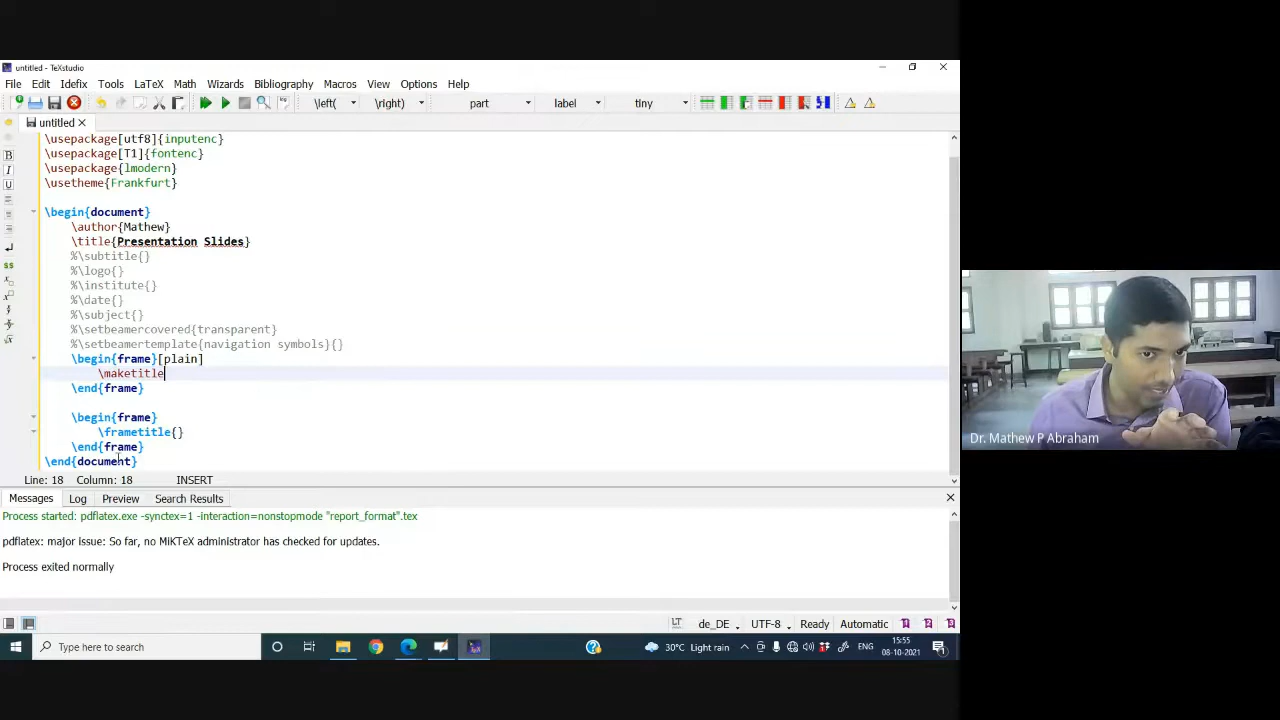 untitled - TeXstudio
File Edit Idefix Tools LaTeX Math Wizards Bibliography Macros View Options Help
\left( \right) part label tiny
untitled
\usepackage[utf8]{inputenc}
\usepackage[T1]{fontenc}
\usepackage{lmodern}
\usetheme{Frankfurt}
\begin{document}
\author{Mathew}
\title{Presentation Slides}
%\subtitle{}
%\logo{}
%\institute{}
%\date{}
%\subject{}
%\setbeamercovered{transparent}
%\setbeamertemplate{navigation symbols}{}
\begin{frame}[plain]
\maketitle
\end{frame}
\begin{frame}
\frametitle{}
\end{frame}
\end{document}
Line: 18 Column: 18 INSERT
Messages Log Preview Search Results
Process started: pdflatex.exe -synctex=1 -interaction=nonstopmode "report_format".tex
pdflatex: major issue: So far, no MiKTeX administrator has checked for updates.
Process exited normally
LT de_DE UTF-8 Ready Automatic
Type here to search
30°C Light rain ENG 15:55
08-10-2021
Dr. Mathew P Abraham